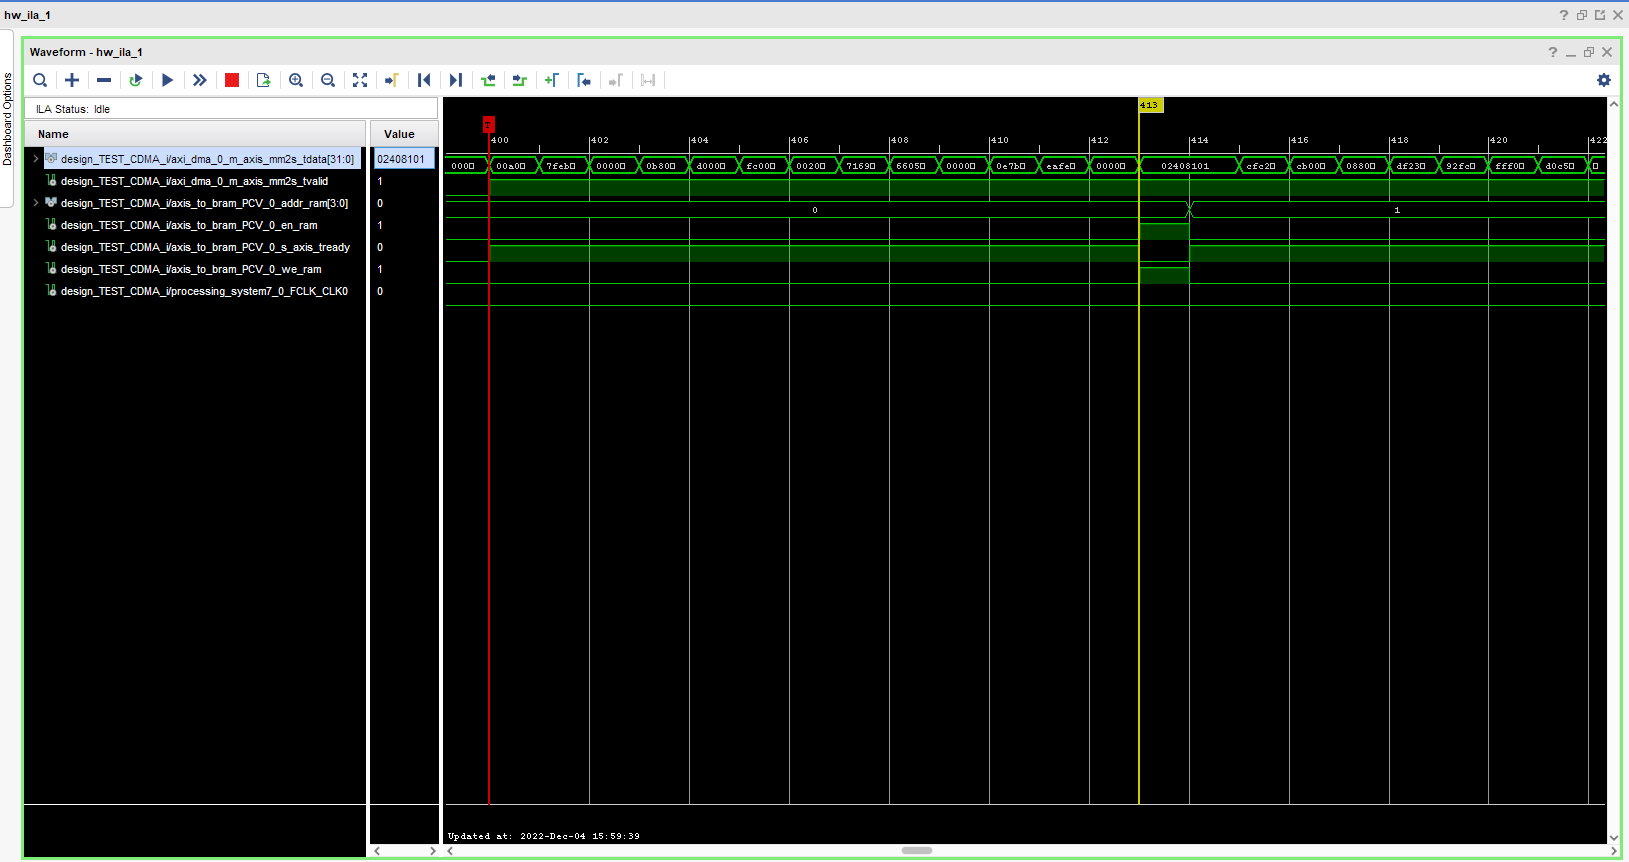 hw_ila_1
Dashboard Options
Waveform - hw_ila_1
ILA Status: Idle
Name
Value
design_TEST_CDMA_i/axi_dma_0_m_axis_mm2s_tdata[31:0]
02408101
design_TEST_CDMA_i/axi_dma_0_m_axis_mm2s_tvalid
1
design_TEST_CDMA_i/axis_to_bram_PCV_0_addr_ram[3:0]
0
design_TEST_CDMA_i/axis_to_bram_PCV_0_en_ram
1
design_TEST_CDMA_i/axis_to_bram_PCV_0_s_axis_tready
0
design_TEST_CDMA_i/axis_to_bram_PCV_0_we_ram
1
design_TEST_CDMA_i/processing_system7_0_FCLK_CLK0
0
413
T
400 402 404 406 408 410 412 414 416 418 420 422
0000 00a0 7feb 0000 0b80 d000 fc00 0020 7169 6605 0000 0e7b eafe 0000 02408101 cfc2 cb00 0880 df23 92fc fff0 d0c5
0 1
Updated at: 2022-Dec-04 15:59:39